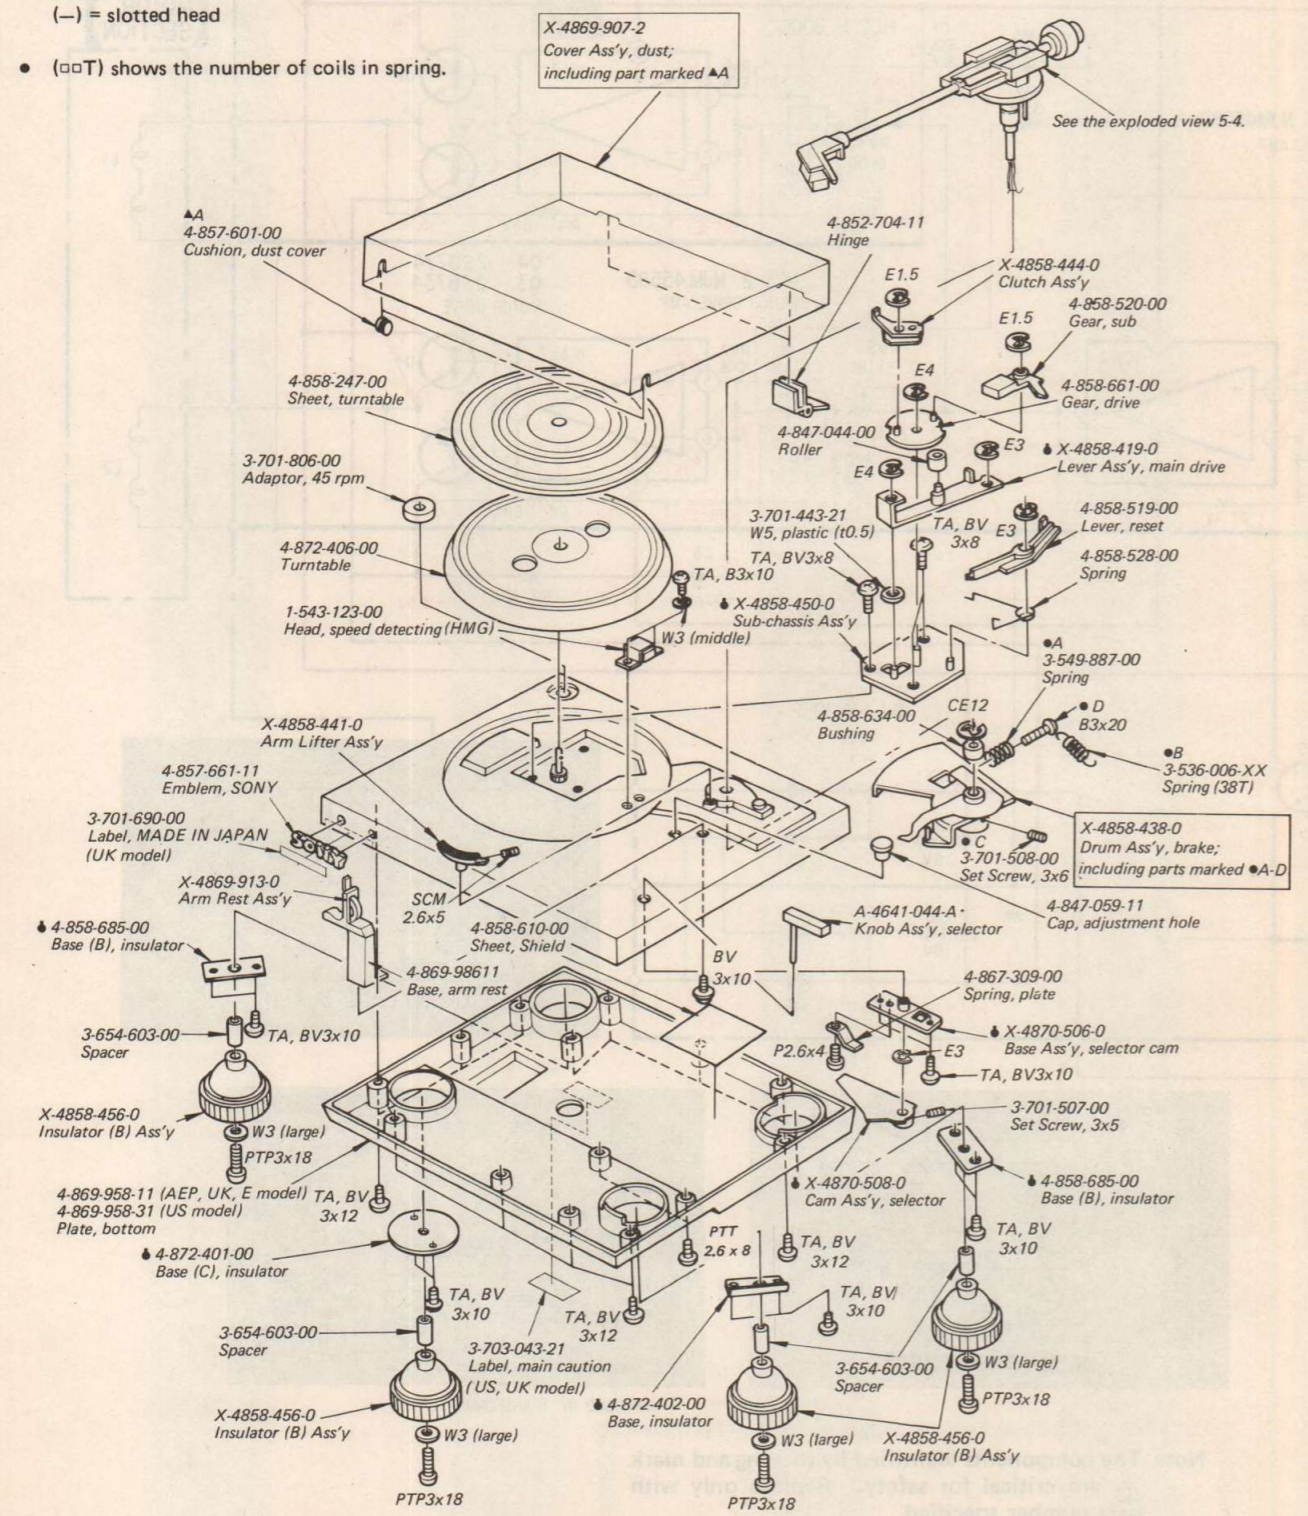 (—) = slotted head
• (□□T) shows the number of coils in spring.
X-4869-907-2
Cover Ass'y, dust;
including part marked ▲A
See the exploded view 5-4.
▲A
4-857-601-00
Cushion, dust cover
4-852-704-11
Hinge
E1.5
X-4858-444-0
Clutch Ass'y
4-858-520-00
Gear, sub
E1.5
4-858-247-00
Sheet, turntable
E4
4-858-661-00
Gear, drive
4-847-044-00
Roller
3-701-806-00
Adaptor, 45 rpm
E4
E3
X-4858-419-0
Lever Ass'y, main drive
3-701-443-21
W5, plastic (t0.5)
TA, BV
3x8
E3
4-858-519-00
Lever, reset
4-872-406-00
Turntable
TA, BV3x8
4-858-528-00
Spring
TA, B3x10
1-543-123-00
Head, speed detecting (HMG)
W3 (middle)
X-4858-450-0
Sub-chassis Ass'y
●A
3-549-887-00
Spring
X-4858-441-0
Arm Lifter Ass'y
4-858-634-00
Bushing
CE12
●D
B3x20
●B
3-536-006-XX
Spring (38T)
4-857-661-11
Emblem, SONY
SONY
3-701-690-00
Label, MADE IN JAPAN
(UK model)
●C
3-701-508-00
Set Screw, 3x6
X-4858-438-0
Drum Ass'y, brake;
including parts marked ●A-D
X-4869-913-0
Arm Rest Ass'y
SCM
2.6x5
4-847-059-11
Cap, adjustment hole
A-4641-044-A
Knob Ass'y, selector
4-858-685-00
Base (B), insulator
4-858-610-00
Sheet, Shield
BV
3x10
4-869-98611
Base, arm rest
4-867-309-00
Spring, plate
3-654-603-00
Spacer
TA, BV3x10
P2.6x4
E3
X-4870-506-0
Base Ass'y, selector cam
TA, BV3x10
X-4858-456-0
Insulator (B) Ass'y
W3 (large)
PTP3x18
3-701-507-00
Set Screw, 3x5
4-869-958-11 (AEP, UK, E model)
4-869-958-31 (US model)
Plate, bottom
TA, BV
3x12
X-4870-508-0
Cam Ass'y, selector
4-858-685-00
Base (B), insulator
4-872-401-00
Base (C), insulator
PTT
2.6 x 8
TA, BV
3x12
TA, BV
3x10
TA, BV
3x10
TA, BV
3x12
TA, BV
3x10
3-654-603-00
Spacer
3-703-043-21
Label, main caution
(US, UK model)
3-654-603-00
Spacer
W3 (large)
PTP3x18
X-4858-456-0
Insulator (B) Ass'y
W3 (large)
PTP3x18
4-872-402-00
Base, insulator
W3 (large)
PTP3x18
X-4858-456-0
Insulator (B) Ass'y